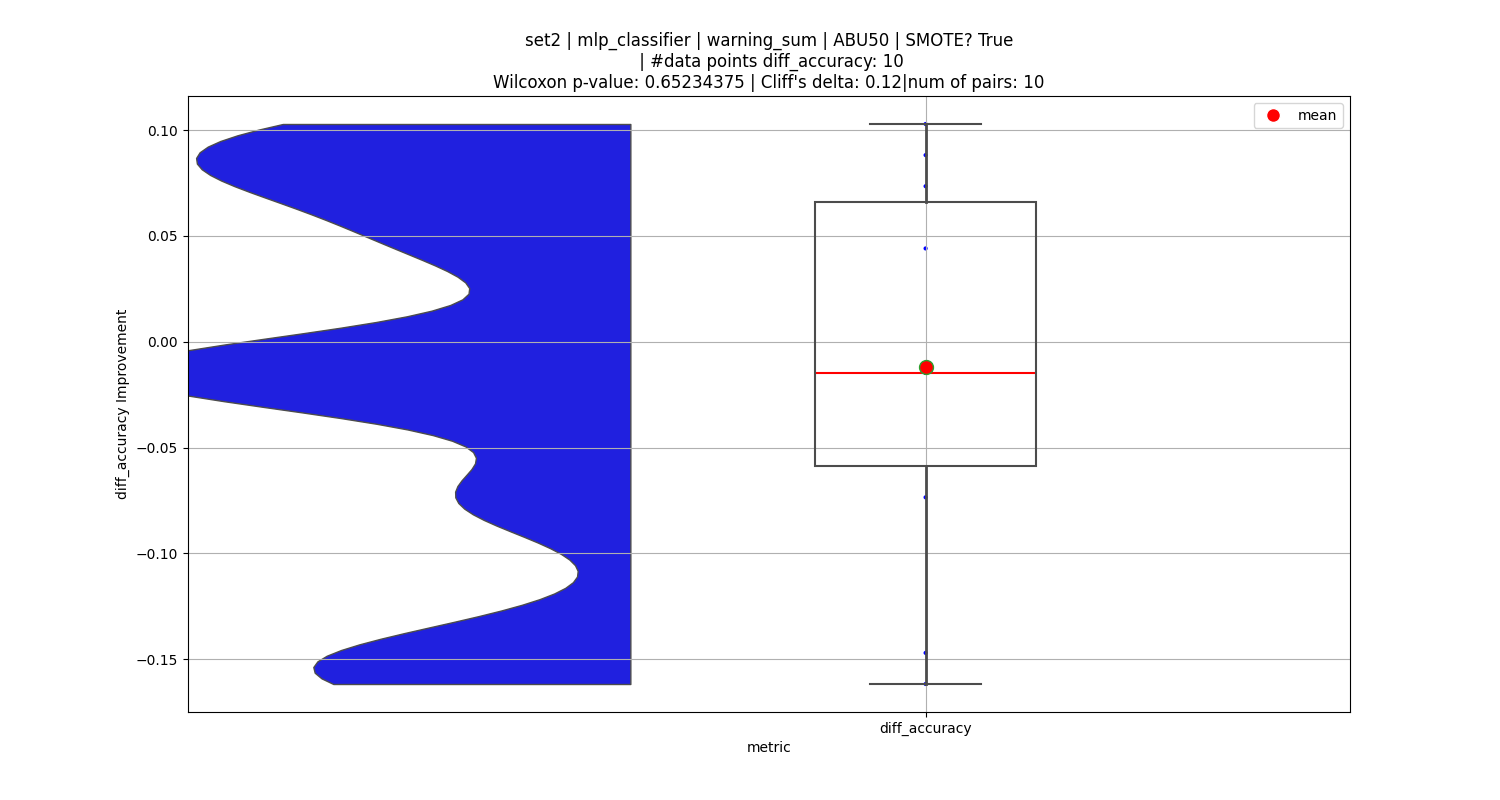 set2 | mlp_classifier | warning_sum | ABU50 | SMOTE? True
| #data points diff_accuracy: 10
Wilcoxon p-value: 0.65234375 | Cliff's delta: 0.12|num of pairs: 10
mean
0.10
0.05
0.00
−0.05
−0.10
−0.15
diff_accuracy Improvement
diff_accuracy
metric